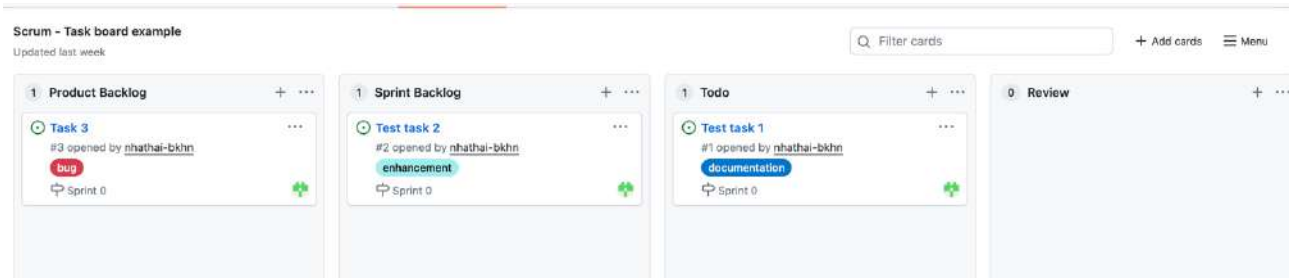 Scrum - Task board example
Updated last week
Filter cards
+ Add cards
Menu
1 Product Backlog
Task 3
#3 opened by nhathai-bkhn
bug
Sprint 0
1 Sprint Backlog
Test task 2
#2 opened by nhathai-bkhn
enhancement
Sprint 0
1 Todo
Test task 1
#1 opened by nhathai-bkhn
documentation
Sprint 0
0 Review